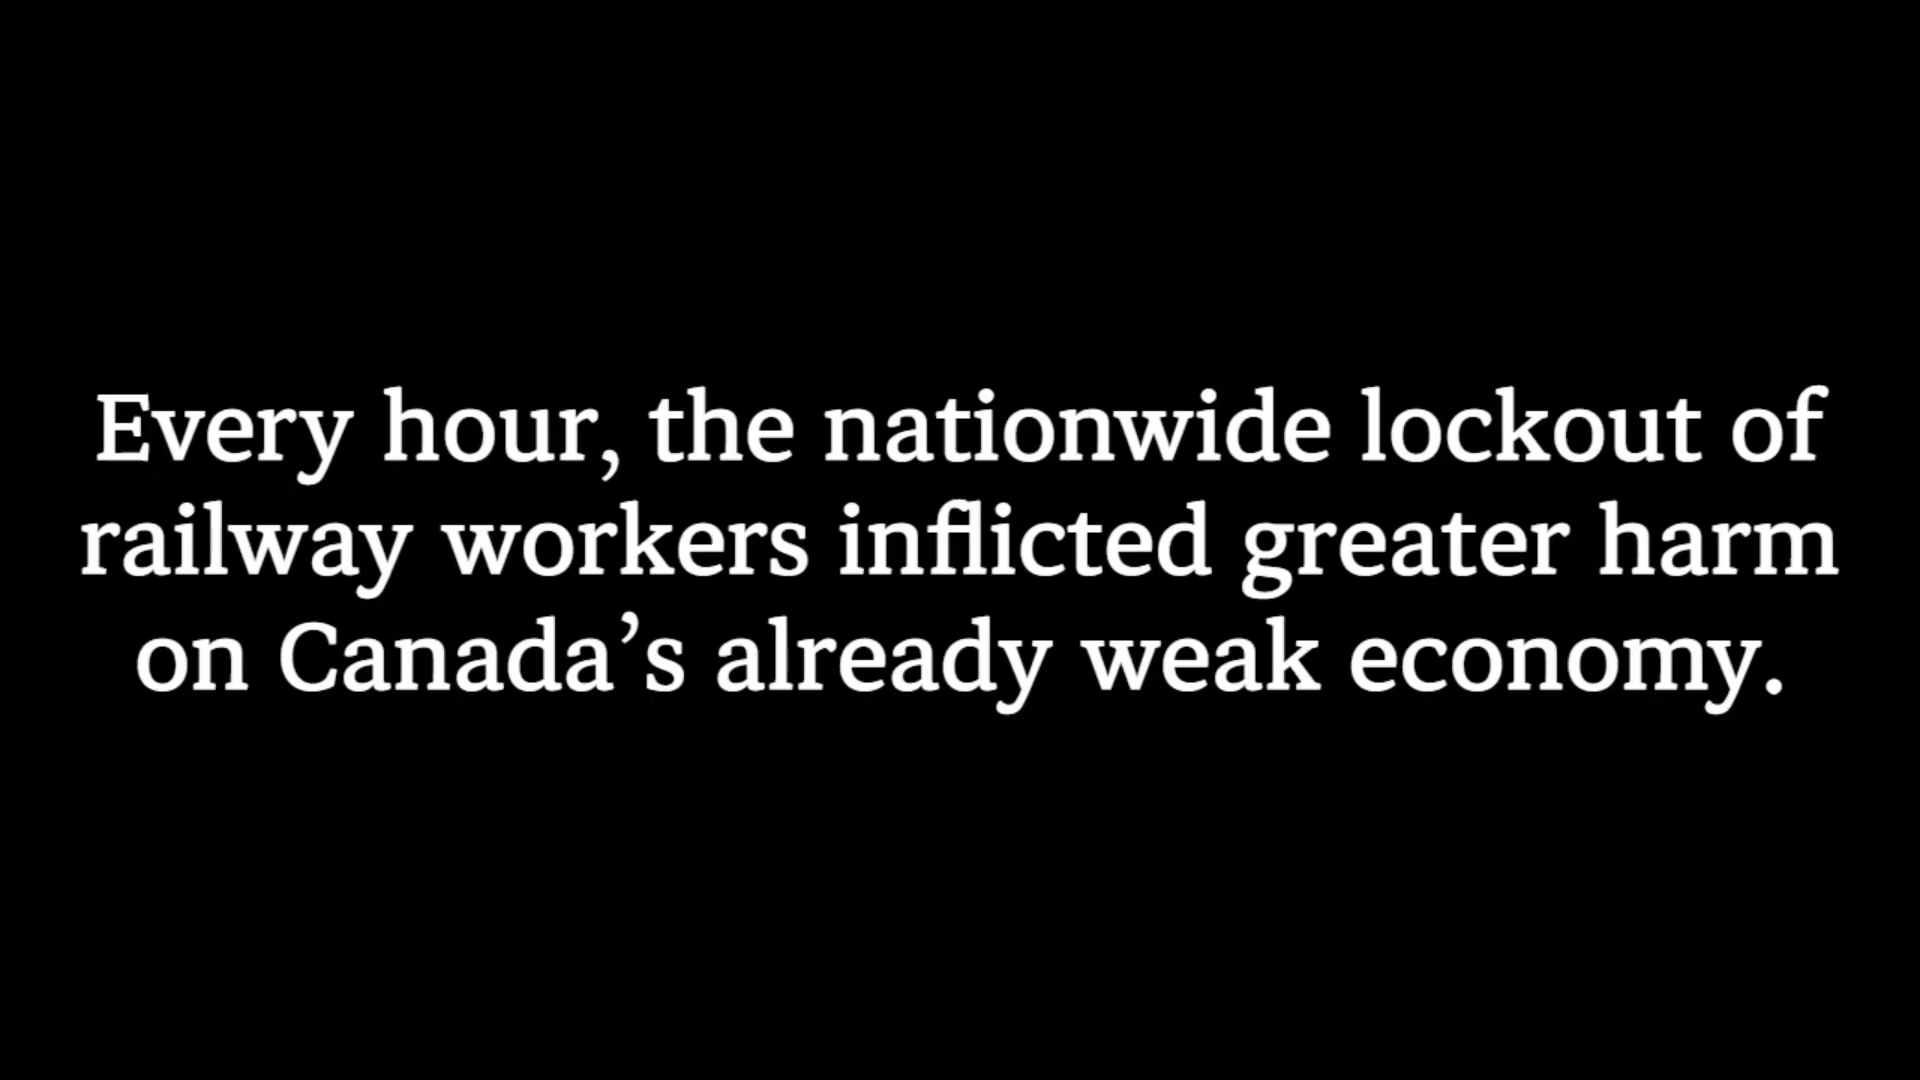 Every hour, the nationwide lockout of
railway workers inflicted greater harm
on Canada’s already weak economy.